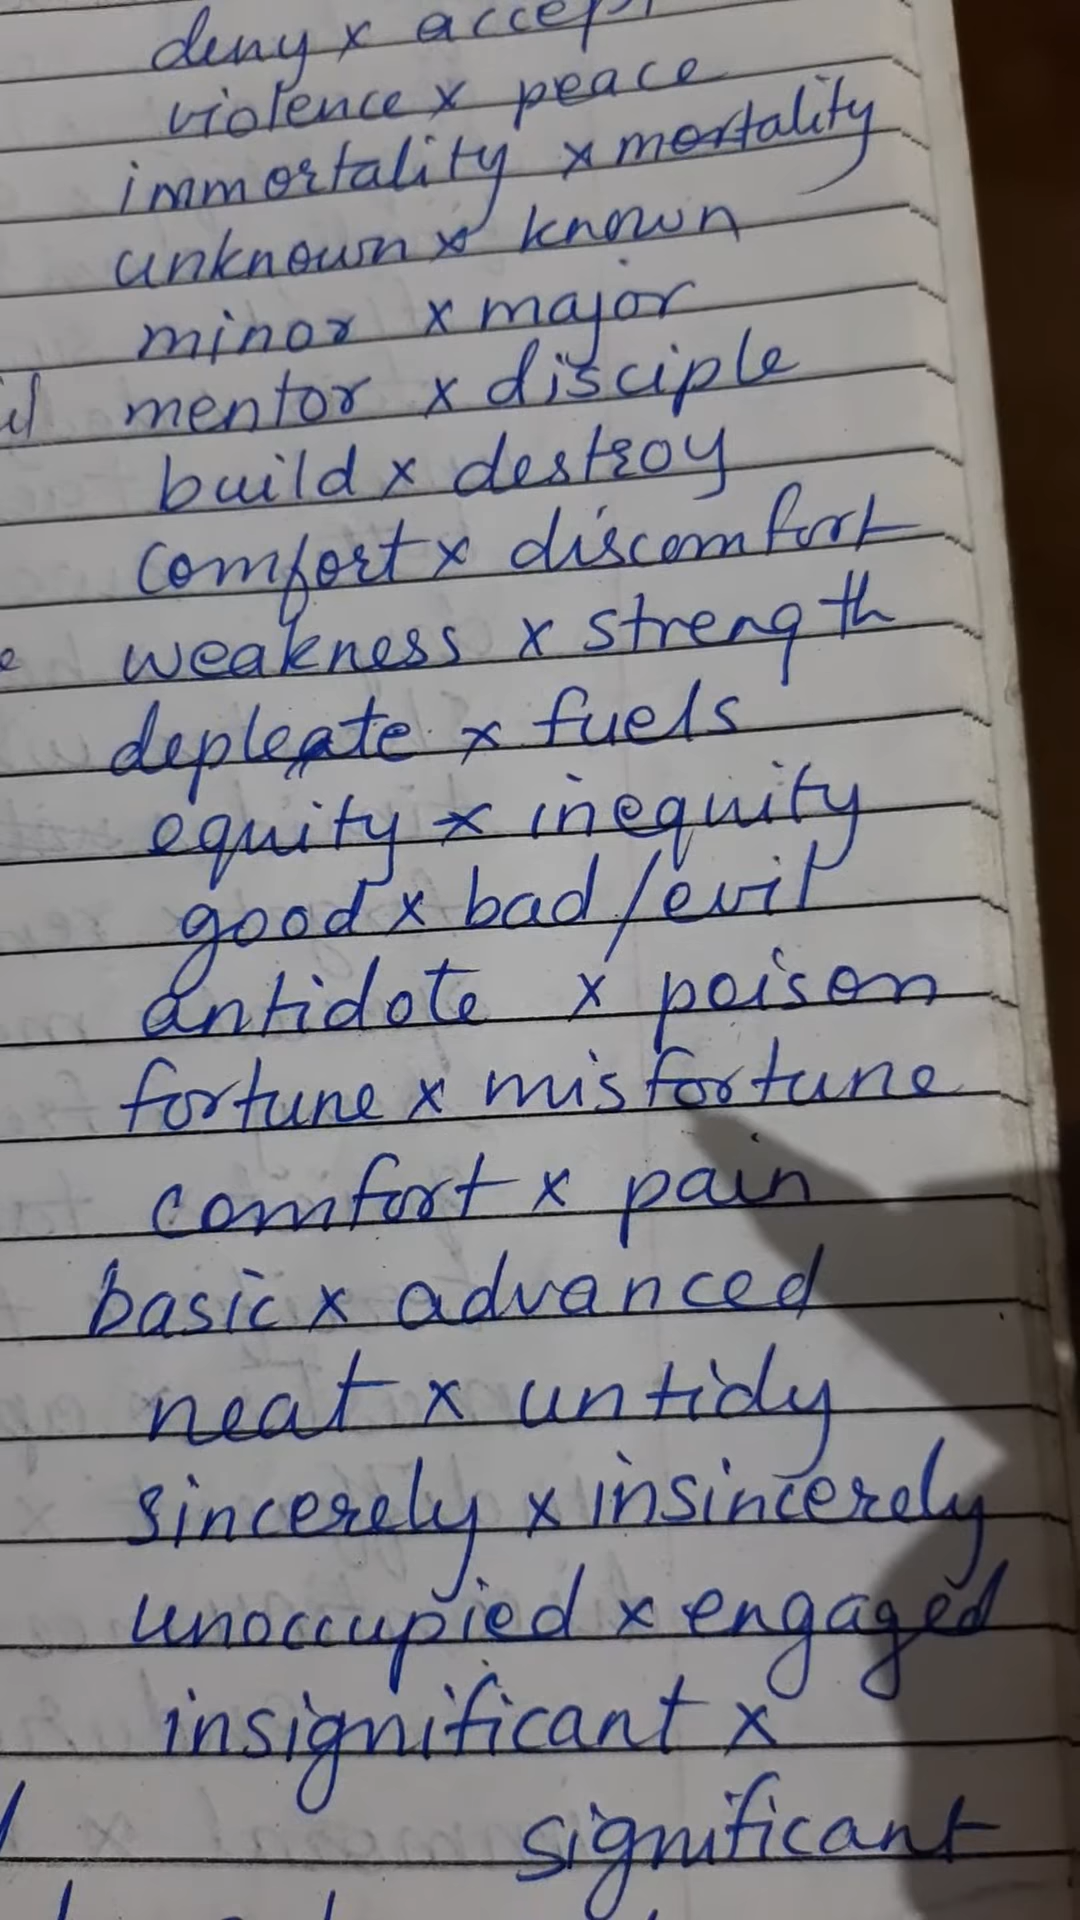 deny x accept
violence x peace
immortality x mortality
unknown x known
minor x major
mentor x disciple
build x destroy
comfort x discomfort
weakness x strength
depleate x fuels
equity x inequity
good x bad/evil
antidote x poison
fortune x misfortune
comfort x pain
basic x advanced
neat x untidy
sincerely x insincerely
unoccupied x engaged
insignificant x
significant